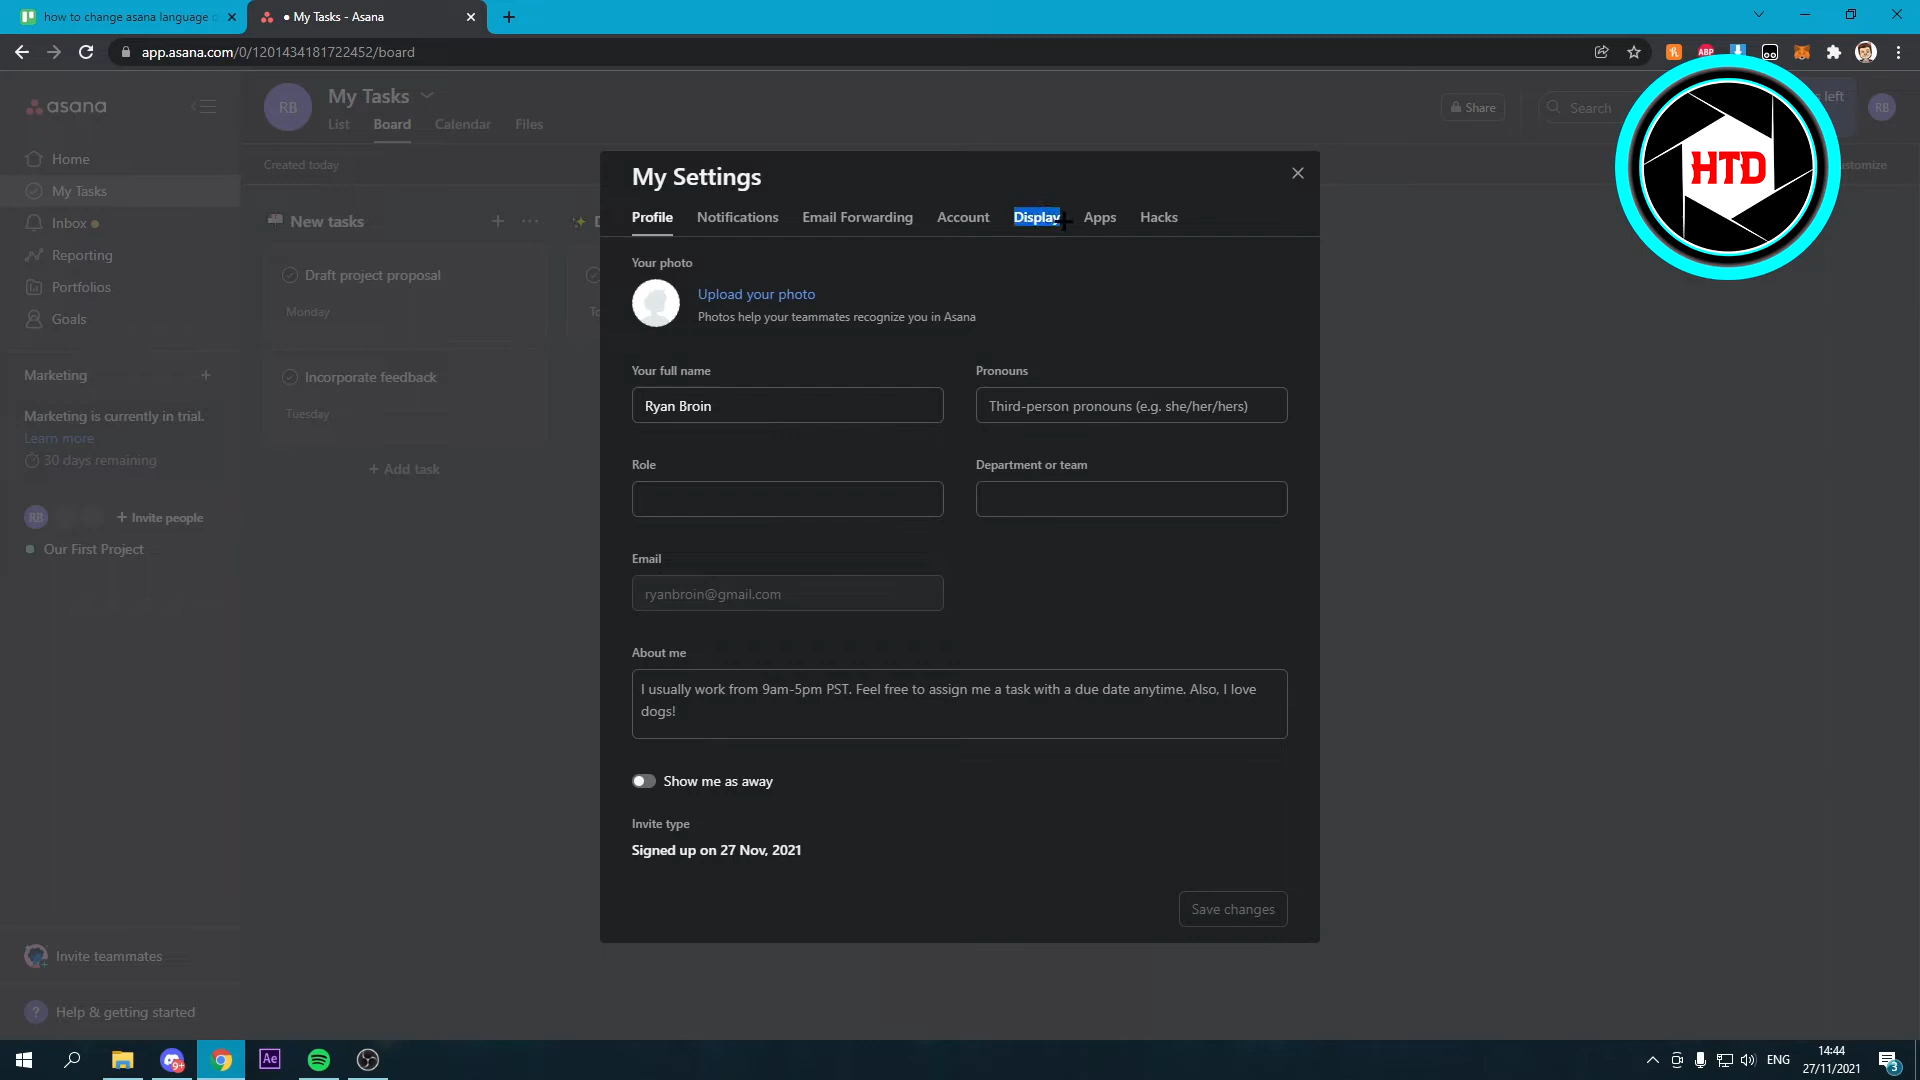 how to change asana language
● My Tasks - Asana
app.asana.com/0/1201434181722452/board
asana
RB
My Tasks
List Board Calendar Files
Share
Search
left
RB
Created today
HTD
Home
My Tasks
Inbox
Reporting
Portfolios
Goals
Marketing
Marketing is currently in trial.
Learn more
30 days remaining
RB
+ Invite people
Our First Project
Invite teammates
? Help & getting started
New tasks
Draft project proposal
Monday
Incorporate feedback
Tuesday
+ Add task
My Settings
Profile Notifications Email Forwarding Account Display Apps Hacks
Your photo
Upload your photo
Photos help your teammates recognize you in Asana
Your full name
Ryan Broin
Pronouns
Third-person pronouns (e.g. she/her/hers)
Role
Department or team
Email
ryanbroin@gmail.com
About me
I usually work from 9am-5pm PST. Feel free to assign me a task with a due date anytime. Also, I love
dogs!
Show me as away
Invite type
Signed up on 27 Nov, 2021
Save changes
ABP
Ae
ENG
14:44
27/11/2021
3